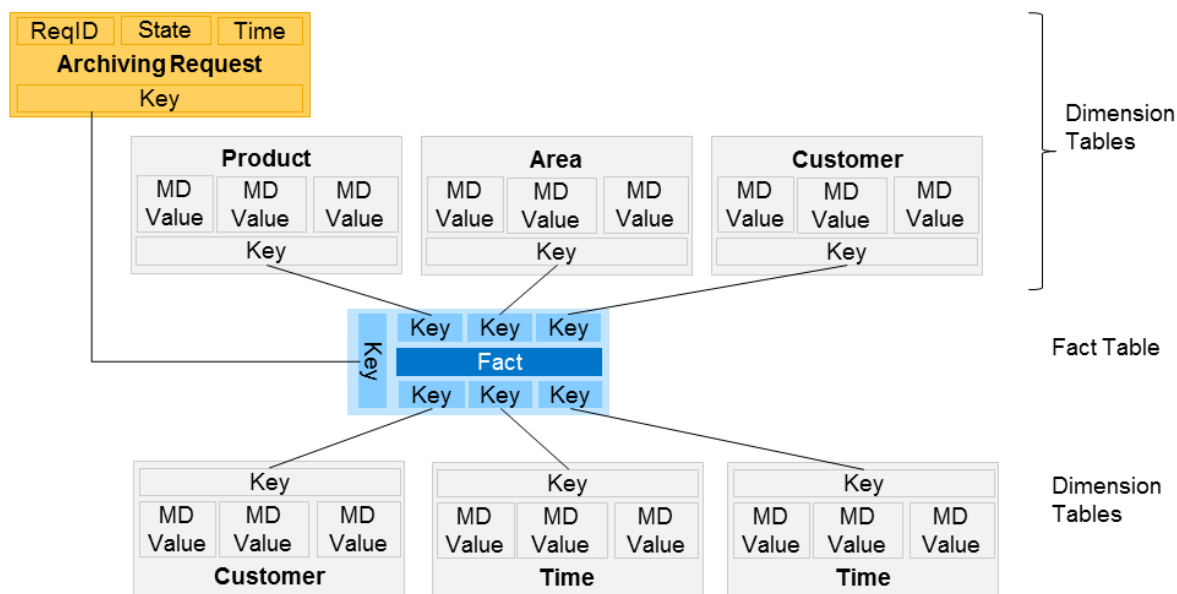 ReqID State Time
Archiving Request
Key
Dimension
Tables
Product Area Customer
MD MD MD MD MD MD MD MD MD
Value Value Value Value Value Value Value Value Value
Key Key Key
Key Key Key
Key
Fact
Fact Table
Key Key Key
Key Key Key
Dimension
Tables
MD MD MD MD MD MD MD MD MD
Value Value Value Value Value Value Value Value Value
Customer Time Time